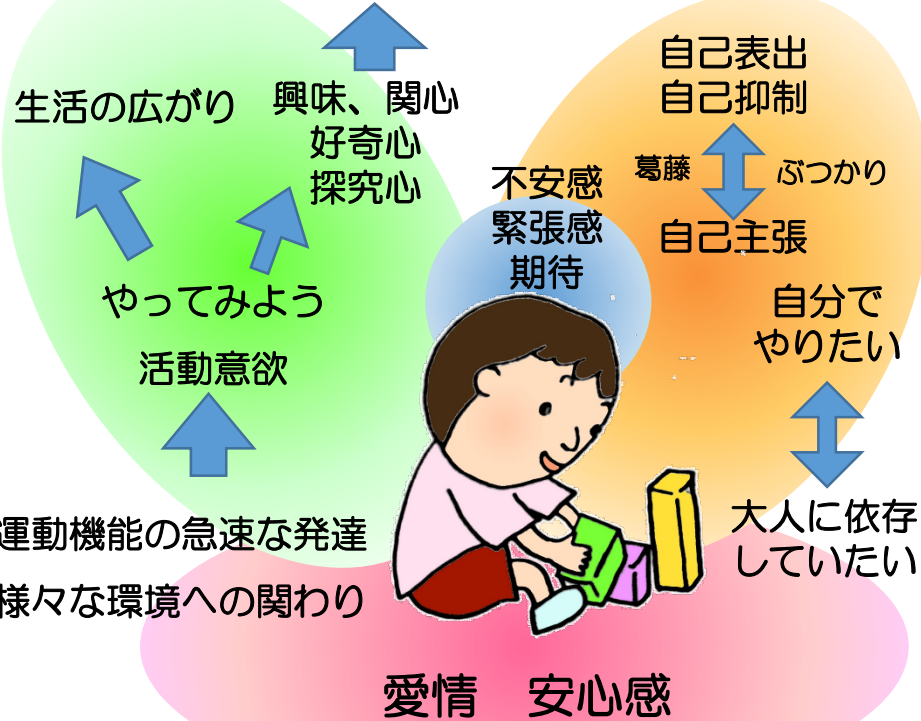 生活の広がり
興味、関心
好奇心
探究心
やってみよう
活動意欲
運動機能の急速な発達
様々な環境への関わり
不安感
緊張感
期待
自己表出
自己抑制
葛藤
ぶつかり
自己主張
自分で
やりたい
大人に依存
していたい
愛情 安心感